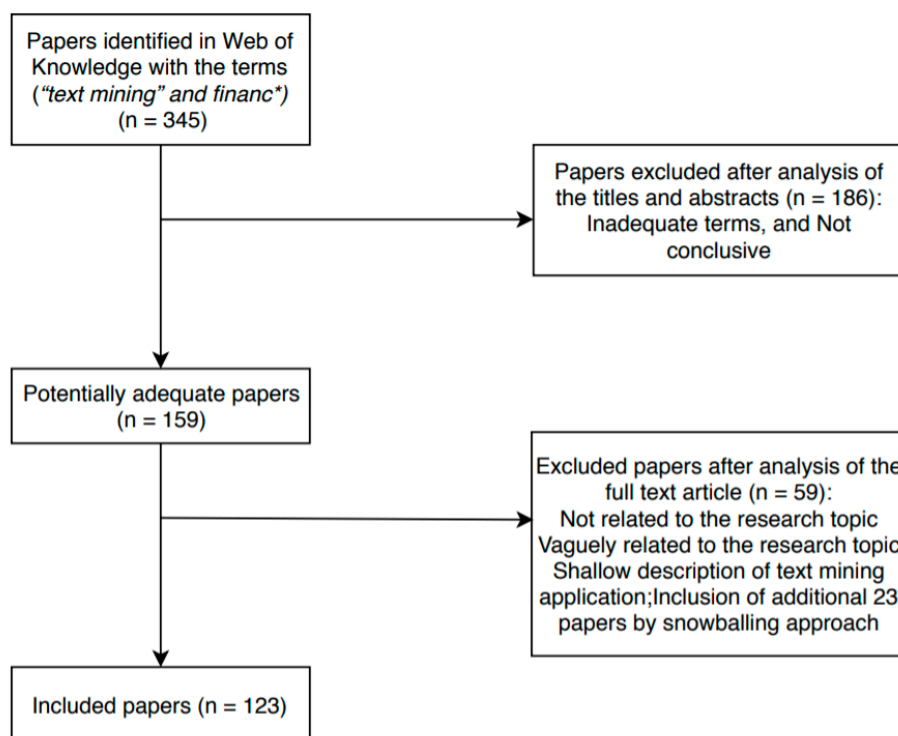 Papers identified in Web of
Knowledge with the terms
(“text mining” and financ*)
(n = 345)
Papers excluded after analysis of
the titles and abstracts (n = 186):
Inadequate terms, and Not
conclusive
Potentially adequate papers
(n = 159)
Excluded papers after analysis of the
full text article (n = 59):
Not related to the research topic
Vaguely related to the research topic
Shallow description of text mining
application;Inclusion of additional 23
papers by snowballing approach
Included papers (n = 123)